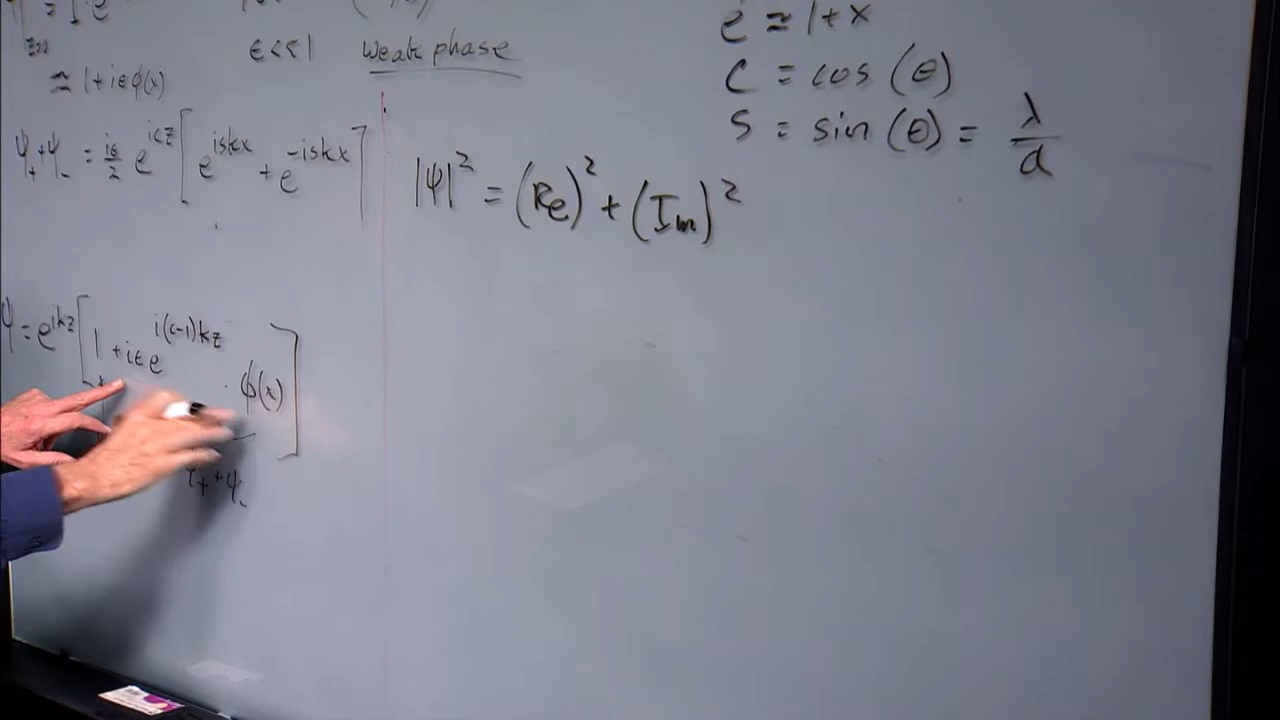 ε<<1 Weak phase
≈ 1+iεϕ(x)
ψ₊+ψ₋ = iε/2 e^{icz} [e^{iskx} + e^{-iskx}]
ψ = e^{ikz} [1 + iε e^{i(c-1)kz} · ϕ(x)]
ψ₊ + ψ₋
|ψ|² = (Re)² + (Im)²
e ≈ 1+x
C = cos (θ)
S = sin (θ) = λ/d